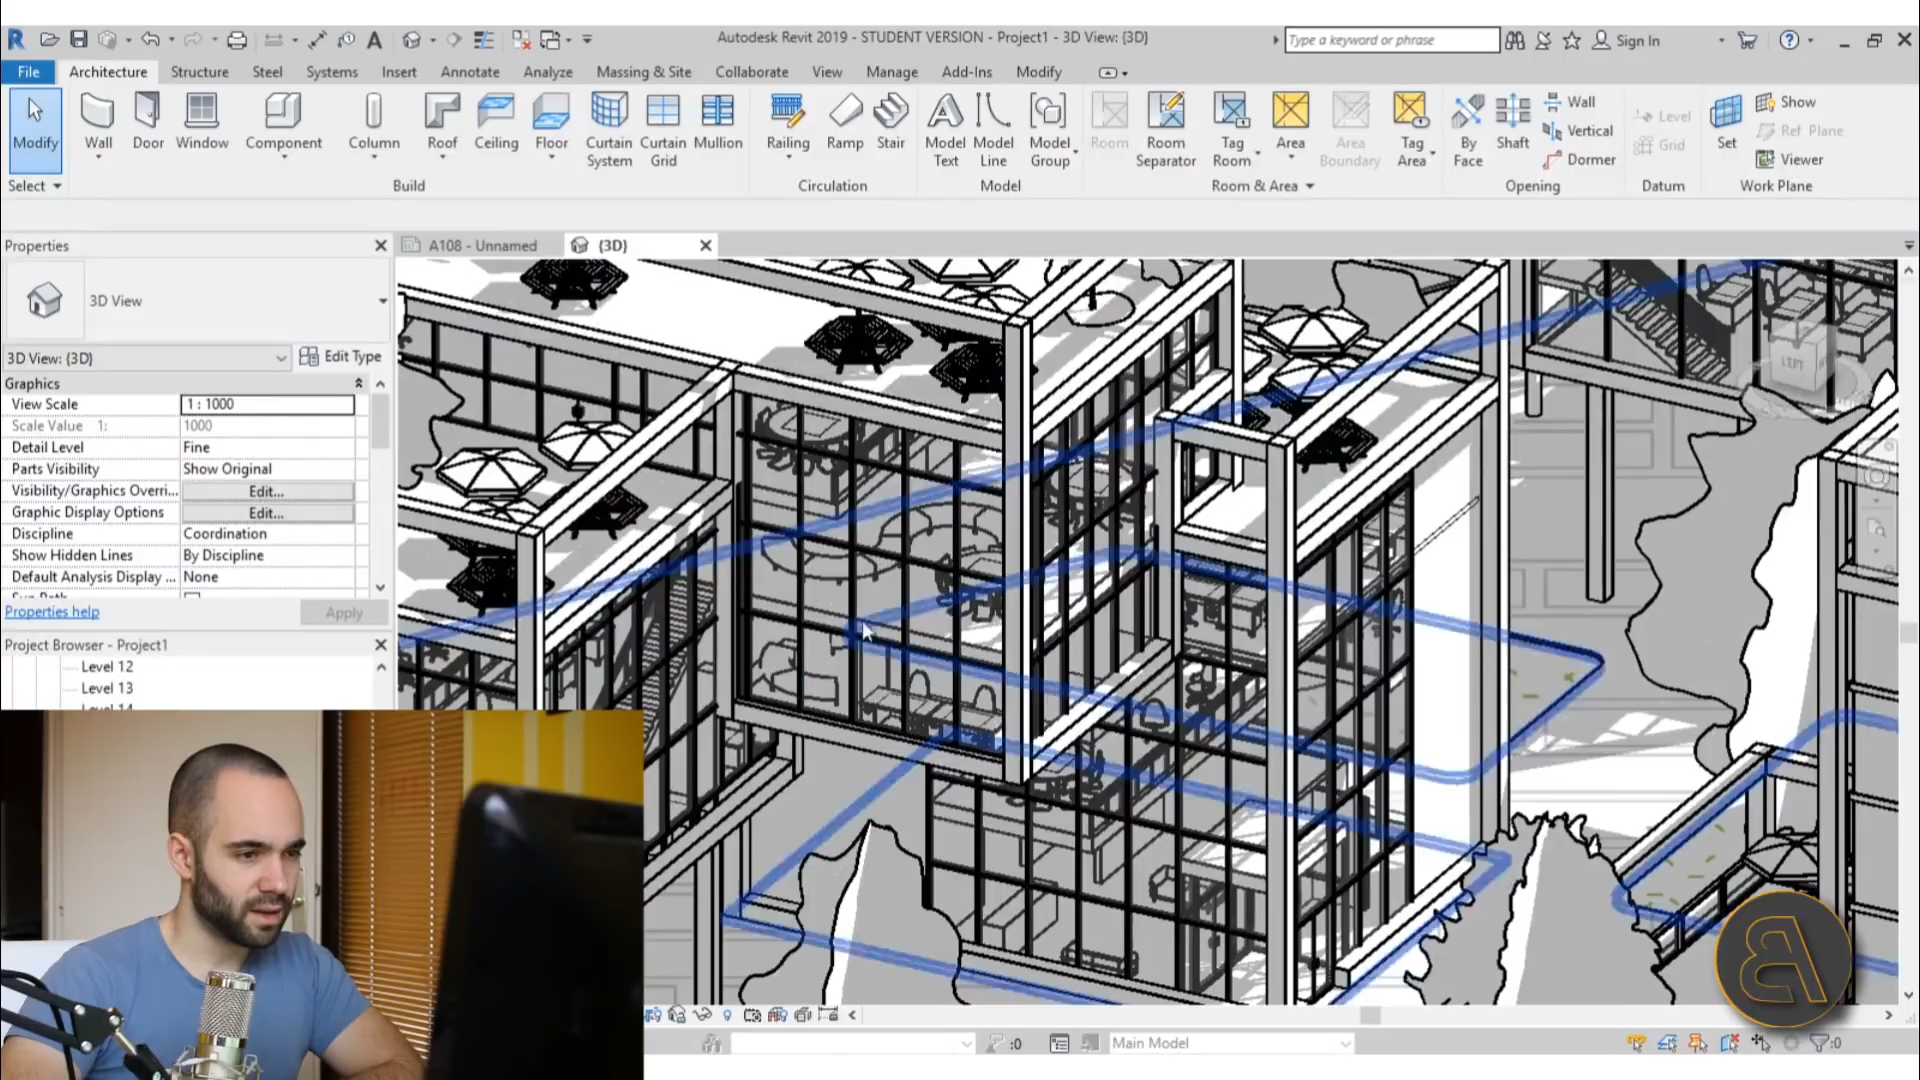 Autodesk Revit 2019 - STUDENT VERSION - Project1 - 3D View: {3D}
Type a keyword or phrase
Sign In
File Architecture Structure Steel Systems Insert Annotate Analyze Massing & Site Collaborate View Manage Add-Ins Modify
Modify
Wall
Door
Window
Component
Column
Roof
Ceiling
Floor
Curtain System
Curtain Grid
Mullion
Railing
Ramp
Stair
Model Text
Model Line
Model Group
Room
Room Separator
Tag Room
Area
Area Boundary
Tag Area
By Face
Shaft
Wall
Vertical
Dormer
Level
Grid
Set
Show
Ref Plane
Viewer
Select
Build
Circulation
Model
Room & Area
Opening
Datum
Work Plane
Properties
A108 - Unnamed
{3D}
3D View
3D View: {3D}
Edit Type
Graphics
View Scale 1 : 1000
Scale Value 1: 1000
Detail Level Fine
Parts Visibility Show Original
Visibility/Graphics Overri... Edit...
Graphic Display Options Edit...
Discipline Coordination
Show Hidden Lines By Discipline
Default Analysis Display ... None
Properties help
Apply
Project Browser - Project1
Level 12
Level 13
LEFT
:0
Main Model
:0